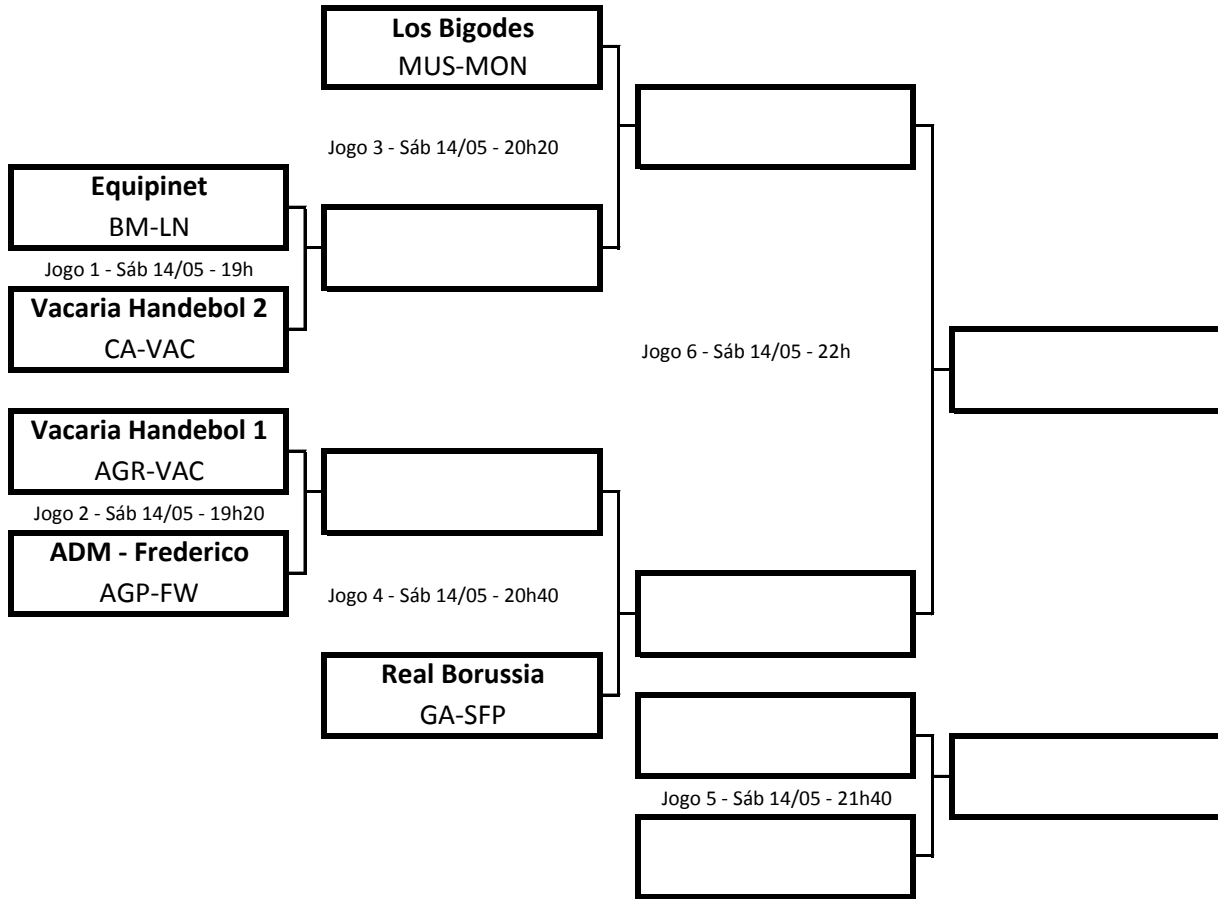 Los Bigodes
MUS-MON
Jogo 3 - Sáb 14/05 - 20h20
Equipinet
BM-LN
Jogo 1 - Sáb 14/05 - 19h
Vacaria Handebol 2
CA-VAC
Jogo 6 - Sáb 14/05 - 22h
Vacaria Handebol 1
AGR-VAC
Jogo 2 - Sáb 14/05 - 19h20
ADM - Frederico
AGP-FW
Jogo 4 - Sáb 14/05 - 20h40
Real Borussia
GA-SFP
Jogo 5 - Sáb 14/05 - 21h40